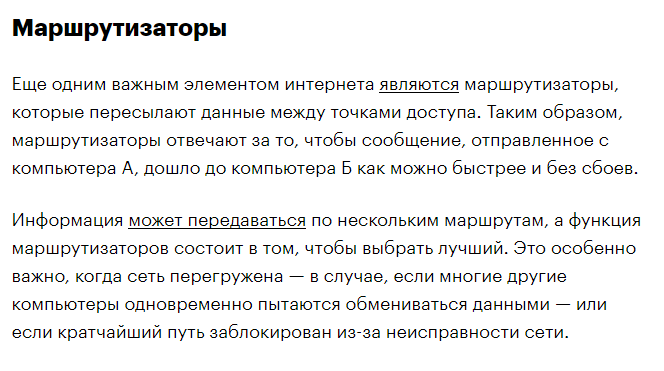 Маршрутизаторы
Еще одним важным элементом интернета являются маршрутизаторы,
которые пересылают данные между точками доступа. Таким образом,
маршрутизаторы отвечают за то, чтобы сообщение, отправленное с
компьютера А, дошло до компьютера Б как можно быстрее и без сбоев.
Информация может передаваться по нескольким маршрутам, а функция
маршрутизаторов состоит в том, чтобы выбрать лучший. Это особенно
важно, когда сеть перегружена — в случае, если многие другие
компьютеры одновременно пытаются обмениваться данными — или
если кратчайший путь заблокирован из-за неисправности сети.